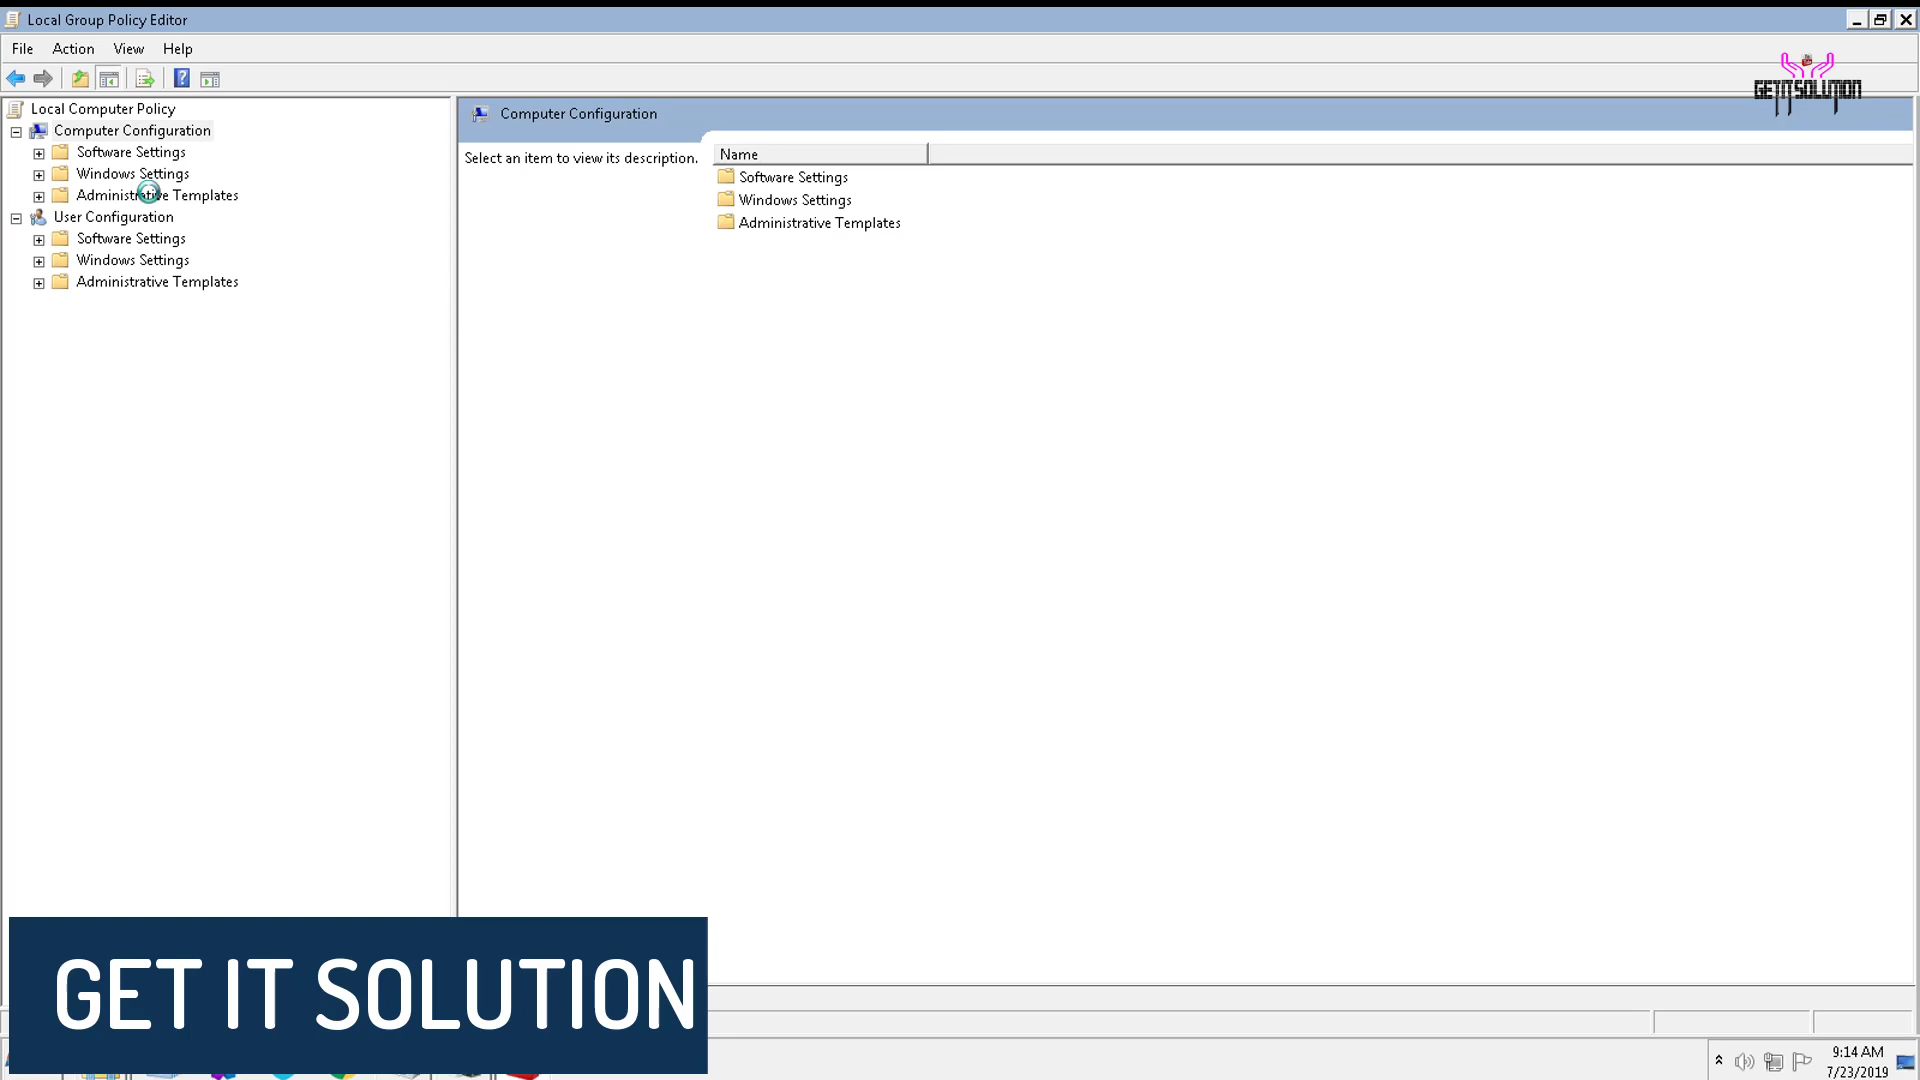 Local Group Policy Editor
File Action View Help
GETITSOLUTION
Local Computer Policy
Computer Configuration
Software Settings
Windows Settings
Administrative Templates
User Configuration
Software Settings
Windows Settings
Administrative Templates
Computer Configuration
Select an item to view its description.
Name
Software Settings
Windows Settings
Administrative Templates
GET IT SOLUTION
9:14 AM
7/23/2019